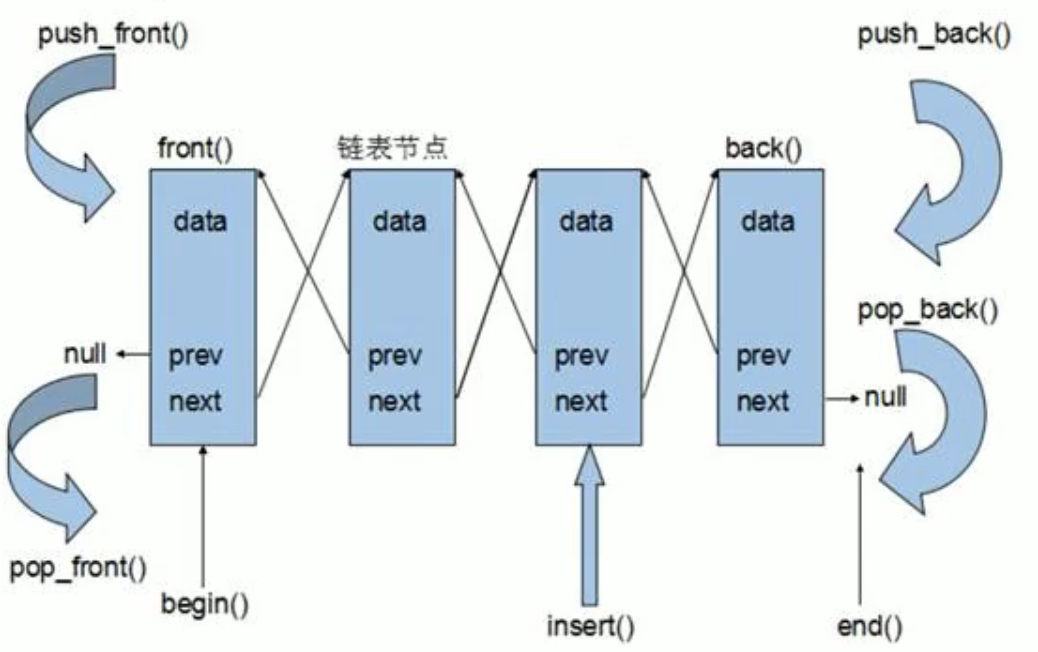 push_front()
push_back()
front()
链表节点
back()
data
data
data
data
pop_back()
null
prev
prev
prev
prev
next
next
next
next
null
pop_front()
begin()
insert()
end()